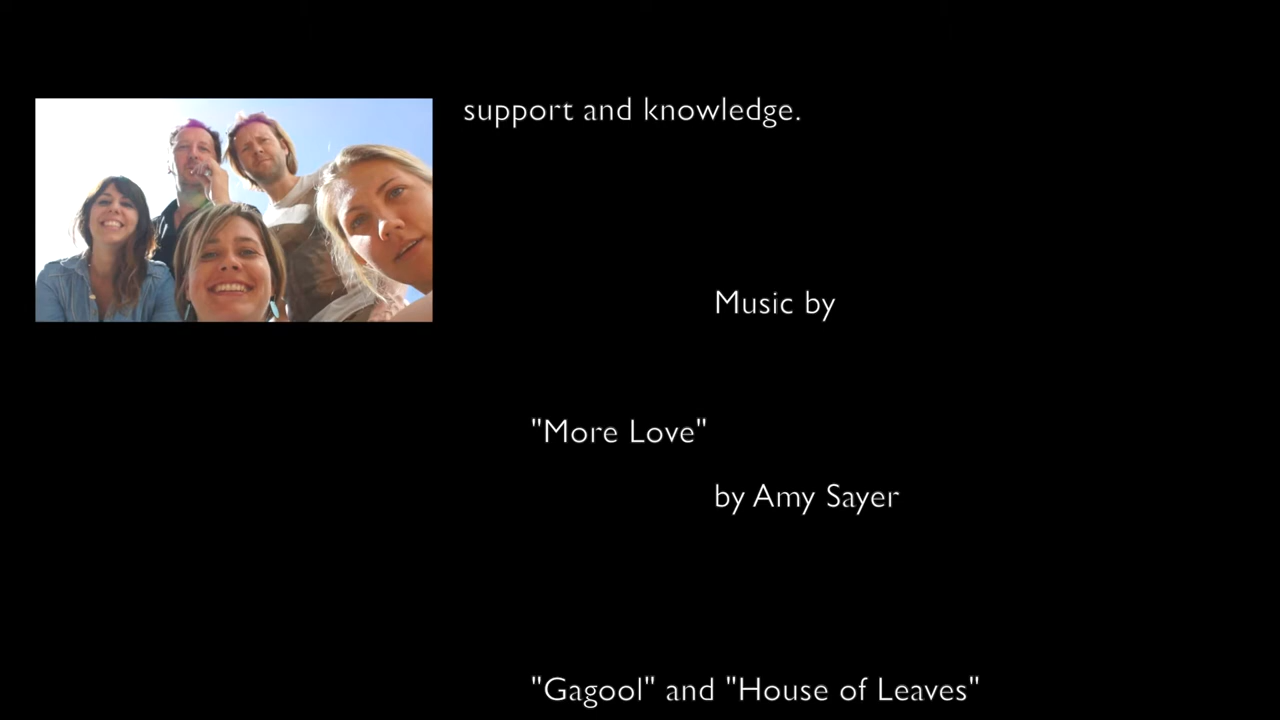 support and knowledge.
Music by
"More Love"
by Amy Sayer
"Gagool" and "House of Leaves"